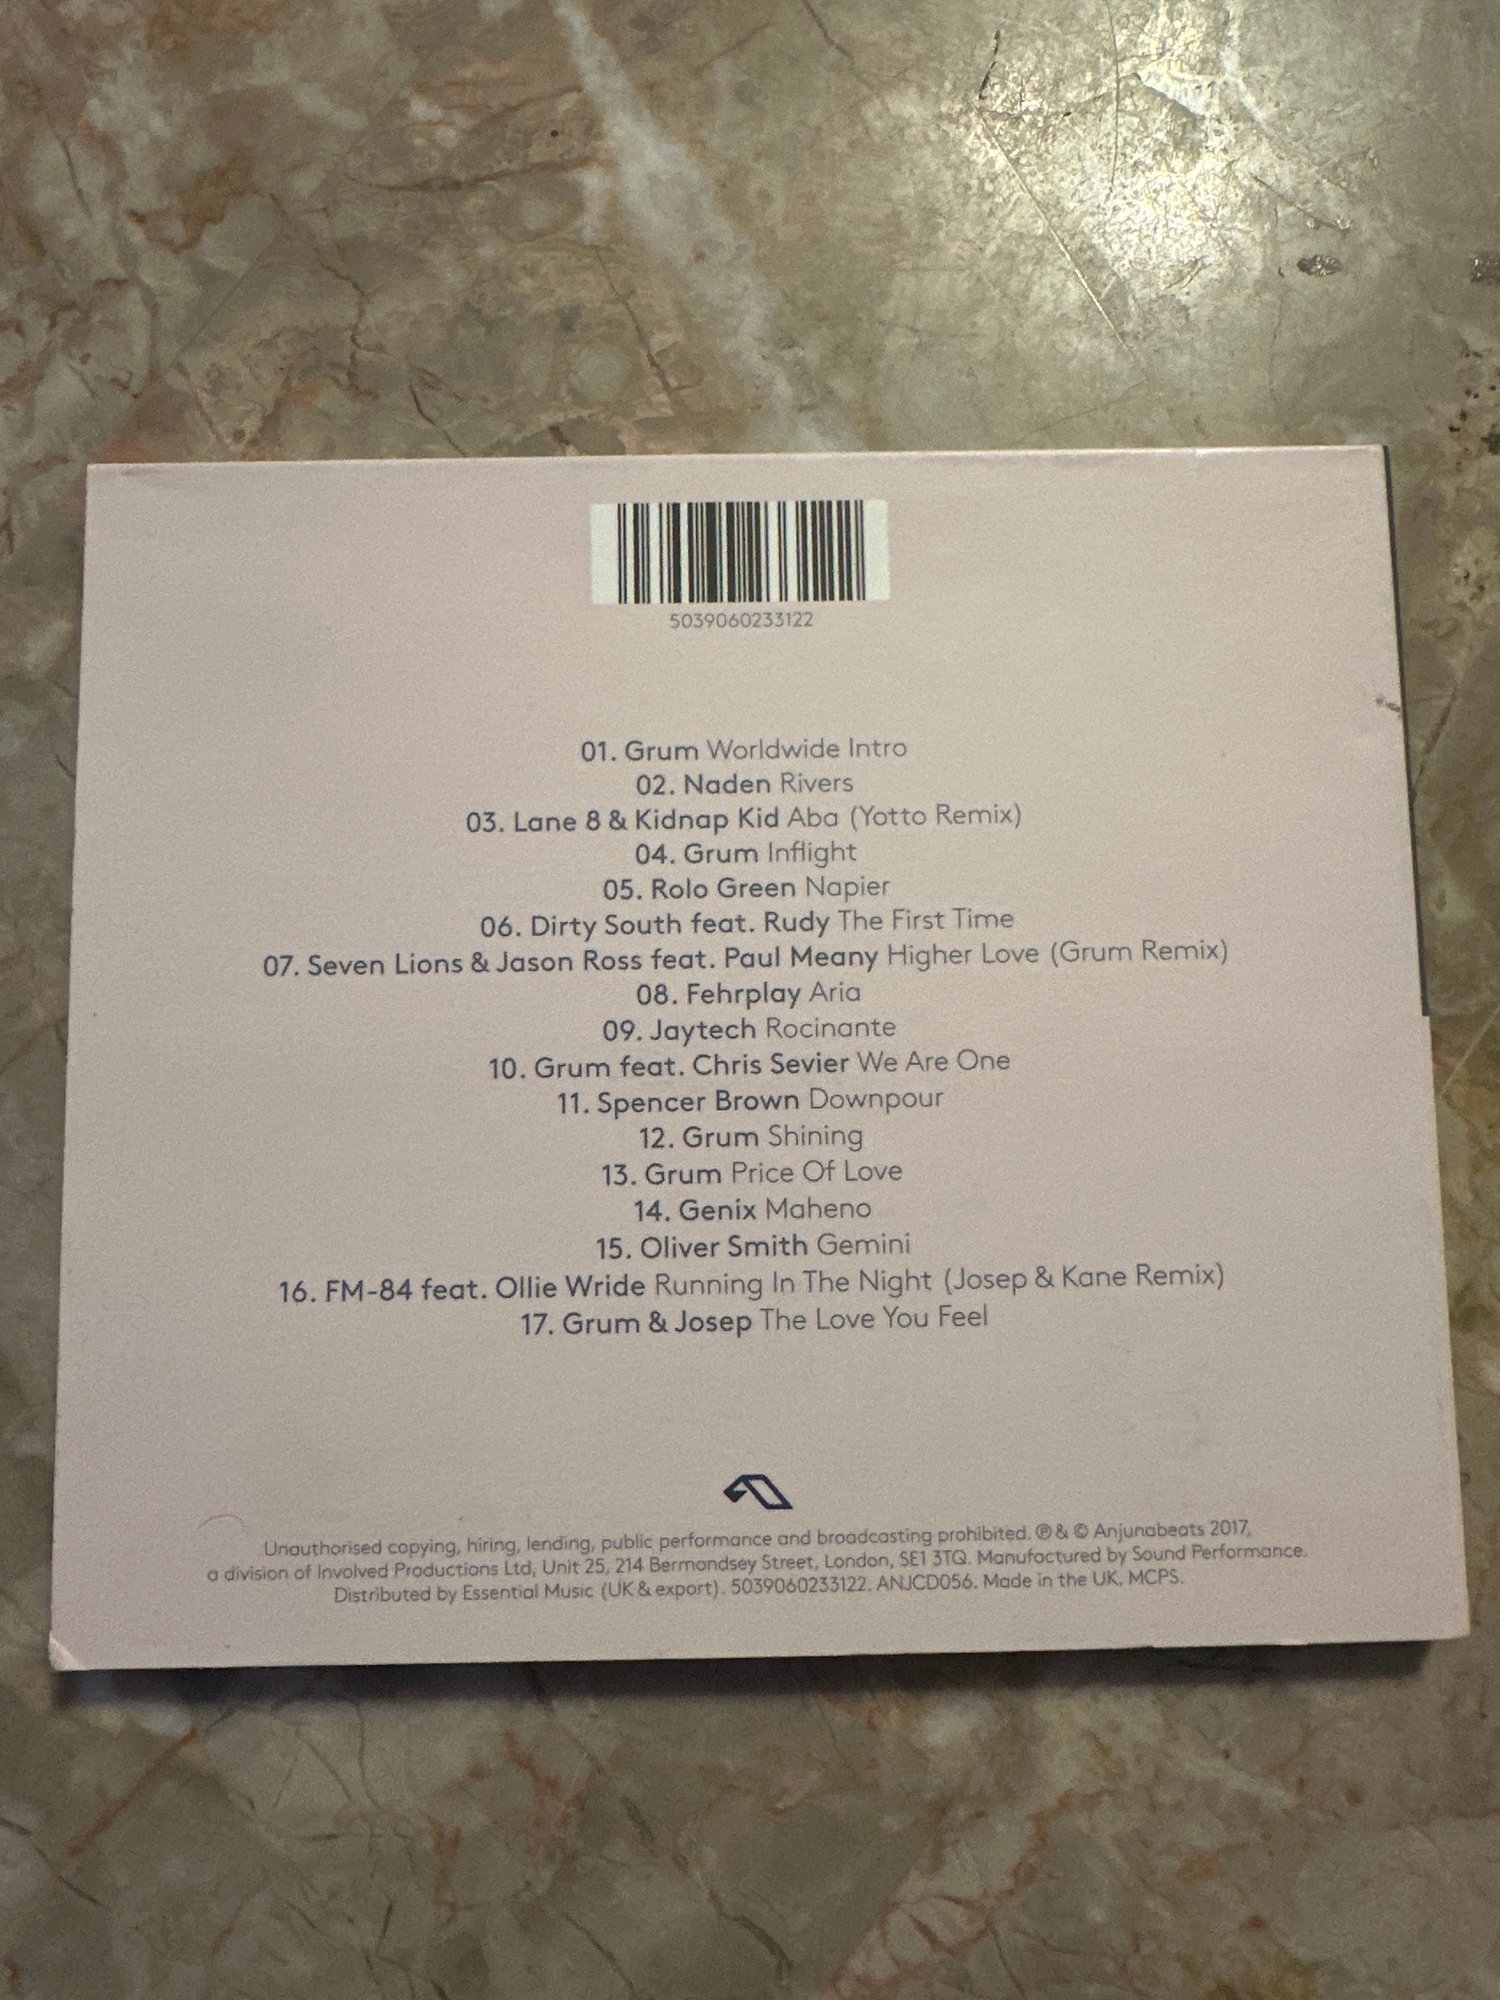 5039060233122
01. Grum Worldwide Intro
02. Naden Rivers
03. Lane 8 & Kidnap Kid Aba (Yotto Remix)
04. Grum Inflight
05. Rolo Green Napier
06. Dirty South feat. Rudy The First Time
07. Seven Lions & Jason Ross feat. Paul Meany Higher Love (Grum Remix)
08. Fehrplay Aria
09. Jaytech Rocinante
10. Grum feat. Chris Sevier We Are One
11. Spencer Brown Downpour
12. Grum Shining
13. Grum Price Of Love
14. Genix Maheno
15. Oliver Smith Gemini
16. FM-84 feat. Ollie Wride Running In The Night (Josep & Kane Remix)
17. Grum & Josep The Love You Feel
Unauthorised copying, hiring, lending, public performance and broadcasting prohibited. ℗ & © Anjunabeats 2017,
a division of Involved Productions Ltd, Unit 25, 214 Bermondsey Street, London, SE1 3TQ. Manufactured by Sound Performance.
Distributed by Essential Music (UK & export). 5039060233122. ANJCD056. Made in the UK. MCPS.